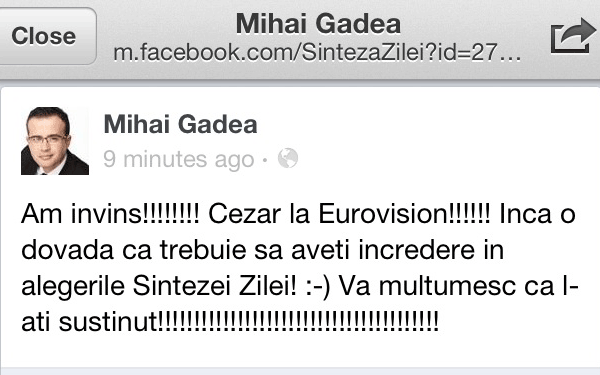 Close
Mihai Gadea
m.facebook.com/SintezaZilei?id=27...
Mihai Gadea
9 minutes ago ·
Am invins!!!!!!!! Cezar la Eurovision!!!!!! Inca o
dovada ca trebuie sa aveti incredere in
alegerile Sintezei Zilei! :-) Va multumesc ca l-
ati sustinut!!!!!!!!!!!!!!!!!!!!!!!!!!!!!!!!!!!!!!!